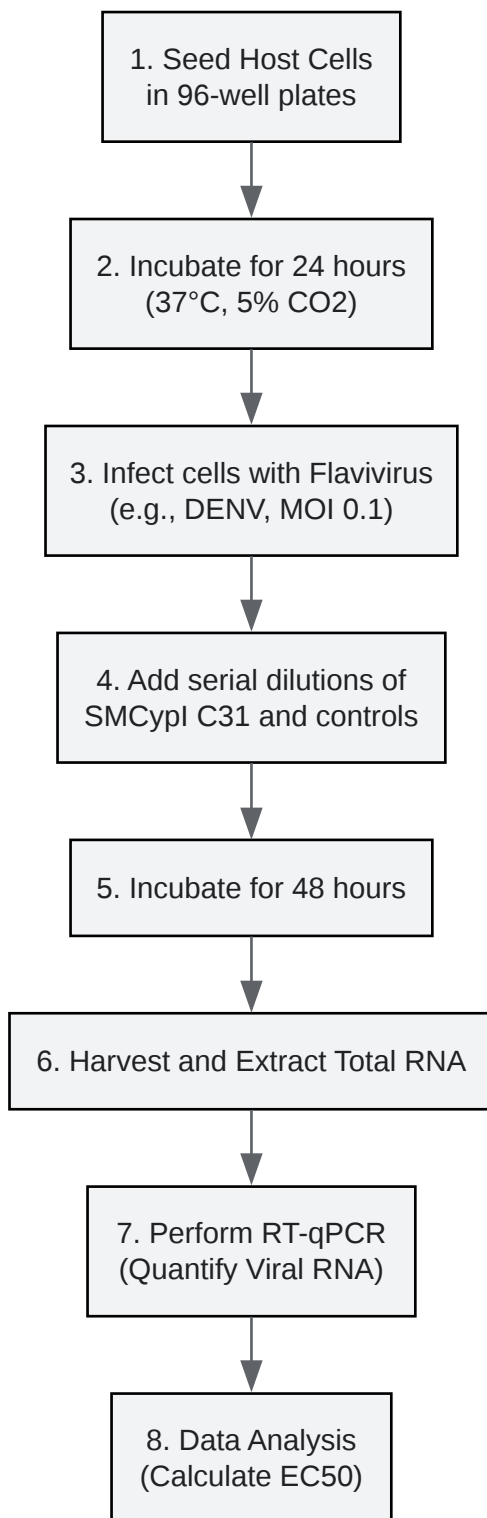 1. Seed Host Cells
in 96-well plates
2. Incubate for 24 hours
(37°C, 5% CO2)
3. Infect cells with Flavivirus
(e.g., DENV, MOI 0.1)
4. Add serial dilutions of
SMCypI C31 and controls
5. Incubate for 48 hours
6. Harvest and Extract Total RNA
7. Perform RT-qPCR
(Quantify Viral RNA)
8. Data Analysis
(Calculate EC50)